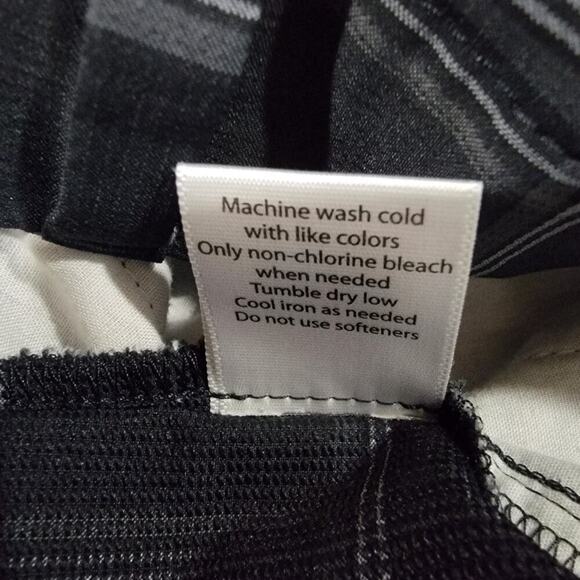 Machine wash cold
with like colors
Only non-chlorine bleach
when needed
Tumble dry low
Cool iron as needed
Do not use softeners